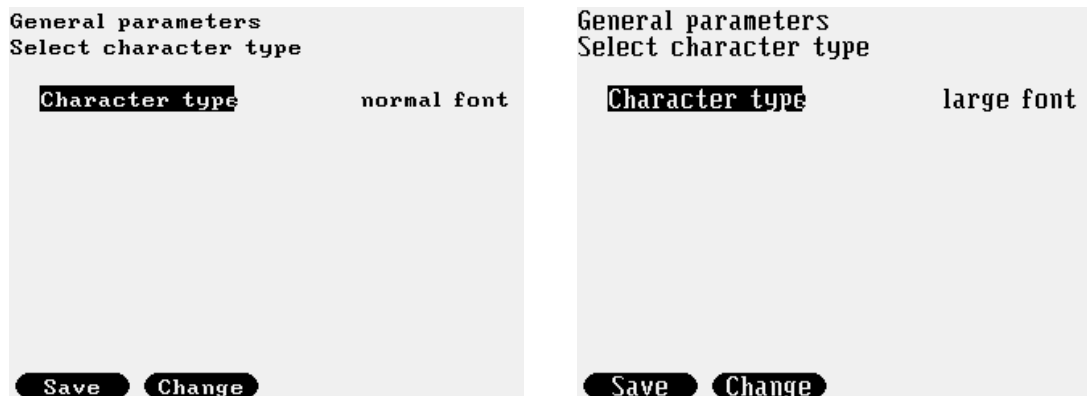 General parameters
Select character type
Character type normal font
Save Change
General parameters
Select character type
Character type large font
Save Change